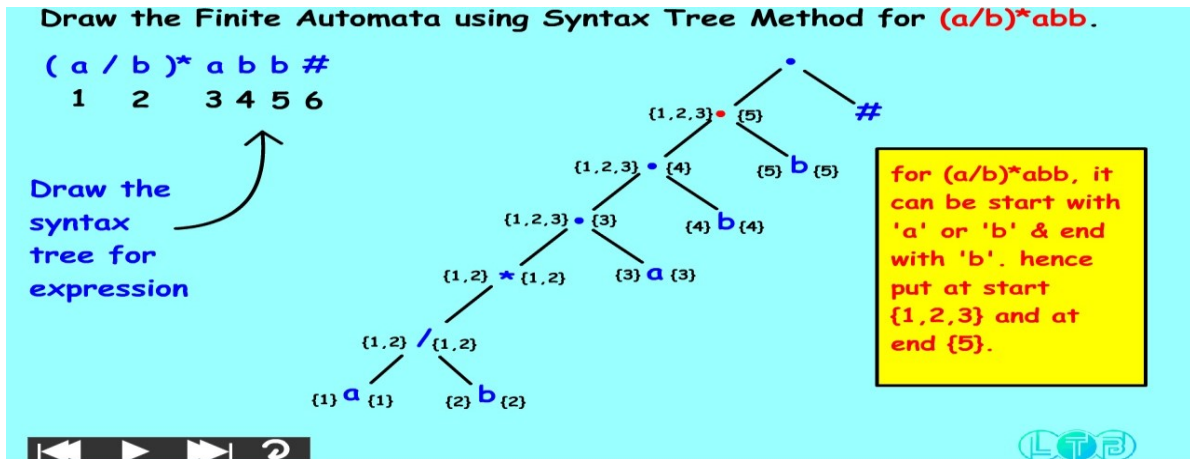 Draw the Finite Automata using Syntax Tree Method for (a/b)*abb.
( a / b )* a b b #
1 2 3 4 5 6
Draw the
syntax
tree for
expression
•
{1,2,3} • {5} #
{1,2,3} • {4} {5} b {5}
{1,2,3} • {3} {4} b {4}
{1,2} * {1,2} {3} a {3}
{1,2} / {1,2}
{1} a {1} {2} b {2}
for (a/b)*abb, it
can be start with
'a' or 'b' & end
with 'b'. hence
put at start
{1,2,3} and at
end {5}.
LTB